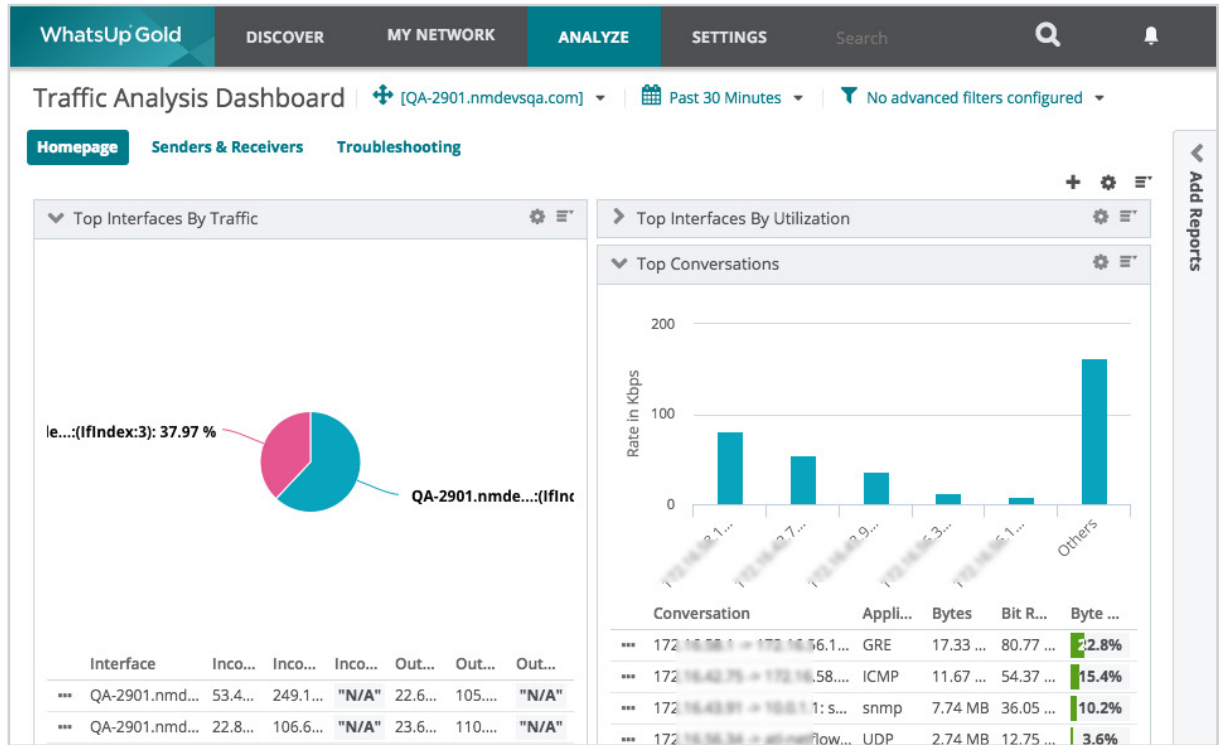 WhatsUp Gold DISCOVER MY NETWORK ANALYZE SETTINGS Search
Traffic Analysis Dashboard [QA-2901.nmdevsqa.com] Past 30 Minutes No advanced filters configured
Homepage Senders & Receivers Troubleshooting
Add Reports
Top Interfaces By Traffic
le...:(IfIndex:3): 37.97 %
QA-2901.nmde...:(IfInd
Interface Inco... Inco... Inco... Out... Out... Out...
QA-2901.nmd... 53.4... 249.1... "N/A" 22.6... 105.... "N/A"
QA-2901.nmd... 22.8... 106.6... "N/A" 23.6... 110.... "N/A"
Top Interfaces By Utilization
Top Conversations
Rate in Kbps
200
100
0
Others
Conversation Appli... Bytes Bit R... Byte ...
GRE 17.33 ... 80.77 ... 22.8%
ICMP 11.67 ... 54.37 ... 15.4%
snmp 7.74 MB 36.05 ... 10.2%
UDP 2.74 MB 12.75 ... 3.6%